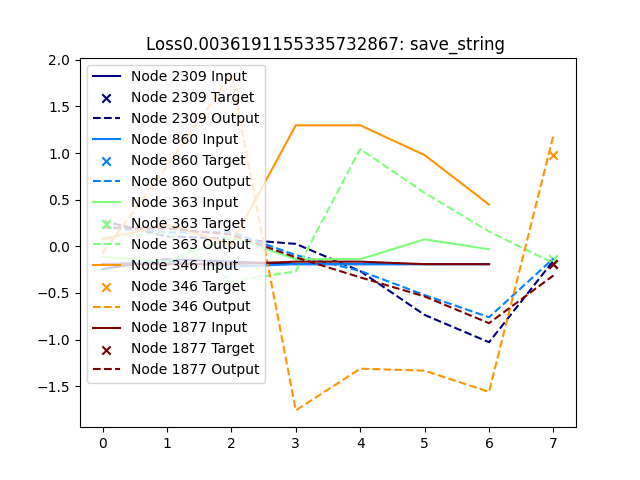 Loss0.0036191155335732867: save_string
2.0
1.5
1.0
0.5
0.0
−0.5
−1.0
−1.5
Node 2309 Input
Node 2309 Target
Node 2309 Output
Node 860 Input
Node 860 Target
Node 860 Output
Node 363 Input
Node 363 Target
Node 363 Output
Node 346 Input
Node 346 Target
Node 346 Output
Node 1877 Input
Node 1877 Target
Node 1877 Output
0 1 2 3 4 5 6 7